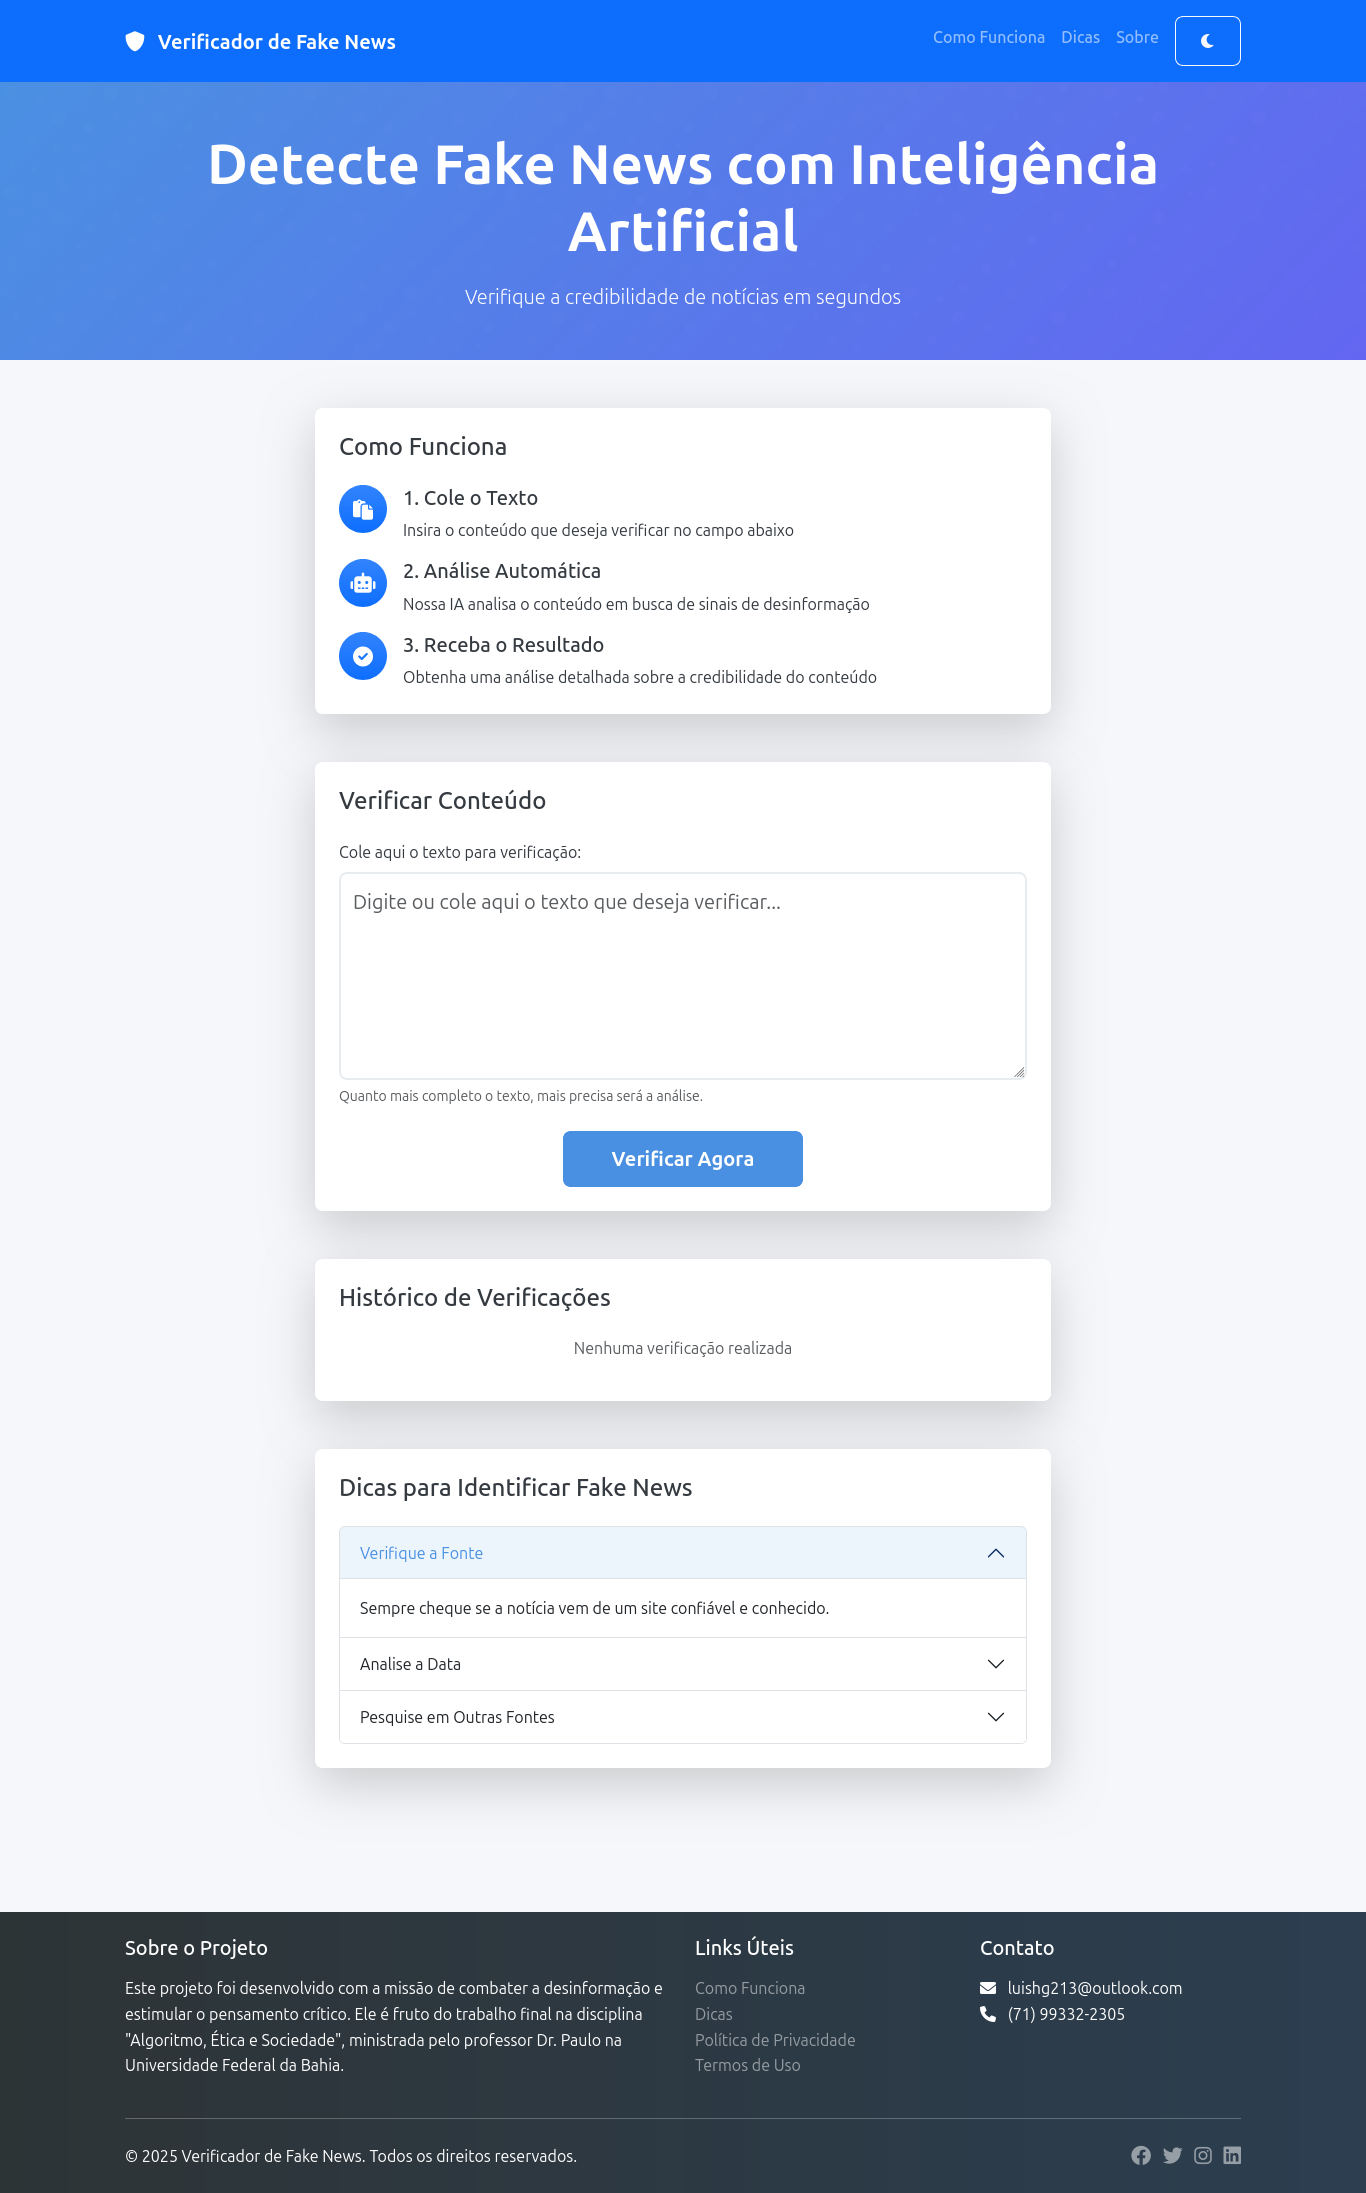 Verificador de Fake News
Como Funciona
Dicas
Sobre
Detecte Fake News com Inteligência
Artificial
Verifique a credibilidade de notícias em segundos
Como Funciona
1. Cole o Texto
Insira o conteúdo que deseja verificar no campo abaixo
2. Análise Automática
Nossa IA analisa o conteúdo em busca de sinais de desinformação
3. Receba o Resultado
Obtenha uma análise detalhada sobre a credibilidade do conteúdo
Verificar Conteúdo
Cole aqui o texto para verificação:
Digite ou cole aqui o texto que deseja verificar...
Quanto mais completo o texto, mais precisa será a análise.
Verificar Agora
Histórico de Verificações
Nenhuma verificação realizada
Dicas para Identificar Fake News
Verifique a Fonte
Sempre cheque se a notícia vem de um site confiável e conhecido.
Analise a Data
Pesquise em Outras Fontes
Sobre o Projeto
Este projeto foi desenvolvido com a missão de combater a desinformação e
estimular o pensamento crítico. Ele é fruto do trabalho final na disciplina
"Algoritmo, Ética e Sociedade", ministrada pelo professor Dr. Paulo na
Universidade Federal da Bahia.
Links Úteis
Como Funciona
Dicas
Política de Privacidade
Termos de Uso
Contato
luishg213@outlook.com
(71) 99332-2305
© 2025 Verificador de Fake News. Todos os direitos reservados.